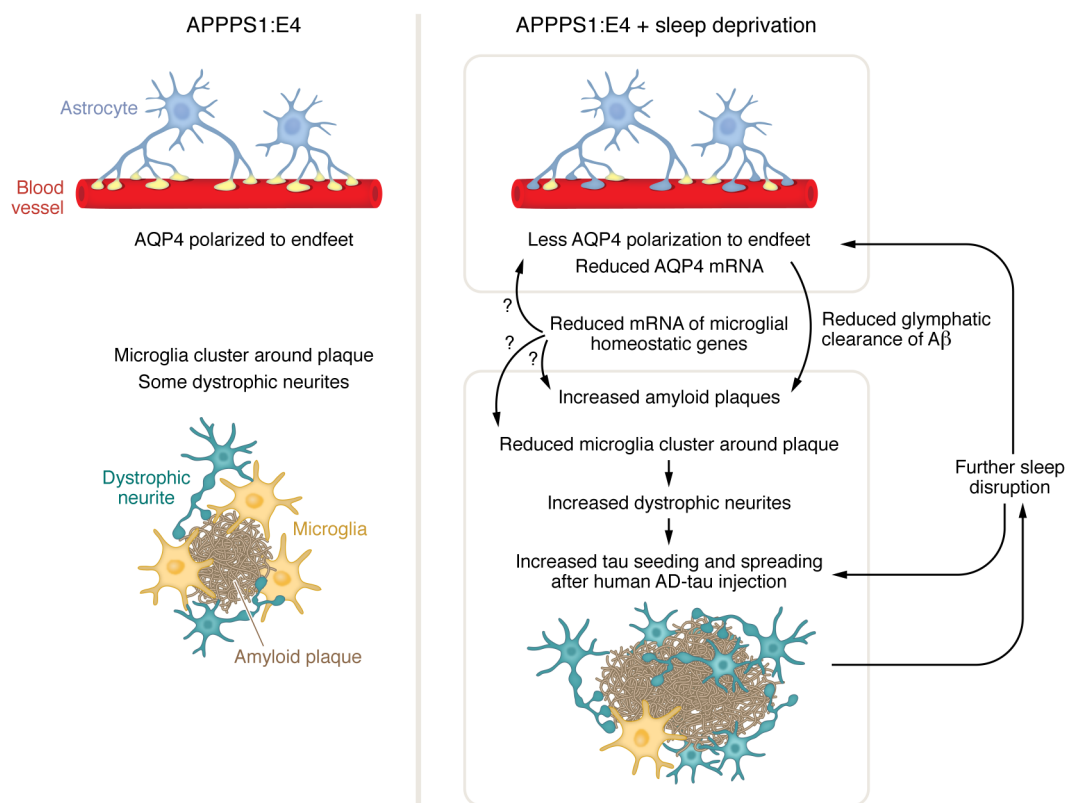 APPPS1:E4
Astrocyte
Blood
vessel
AQP4 polarized to endfeet
Microglia cluster around plaque
Some dystrophic neurites
Dystrophic
neurite
Microglia
Amyloid plaque
APPPS1:E4 + sleep deprivation
Less AQP4 polarization to endfeet
Reduced AQP4 mRNA
?
?
?
Reduced mRNA of microglial
homeostatic genes
Reduced glymphatic
clearance of Aβ
Increased amyloid plaques
Reduced microglia cluster around plaque
Increased dystrophic neurites
Increased tau seeding and spreading
after human AD-tau injection
Further sleep
disruption